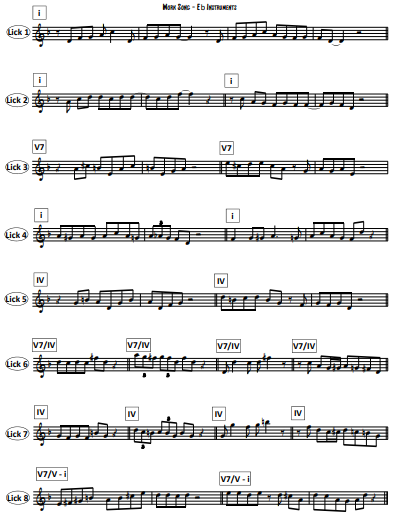 Work Song - Eb Instruments
i
Lick 1
i i
Lick 2
V7 V7
Lick 3
i i
Lick 4
IV IV
Lick 5
V7/IV V7/IV V7/IV V7/IV
Lick 6
IV IV IV IV
Lick 7
V7/V - i V7/V - i
Lick 8